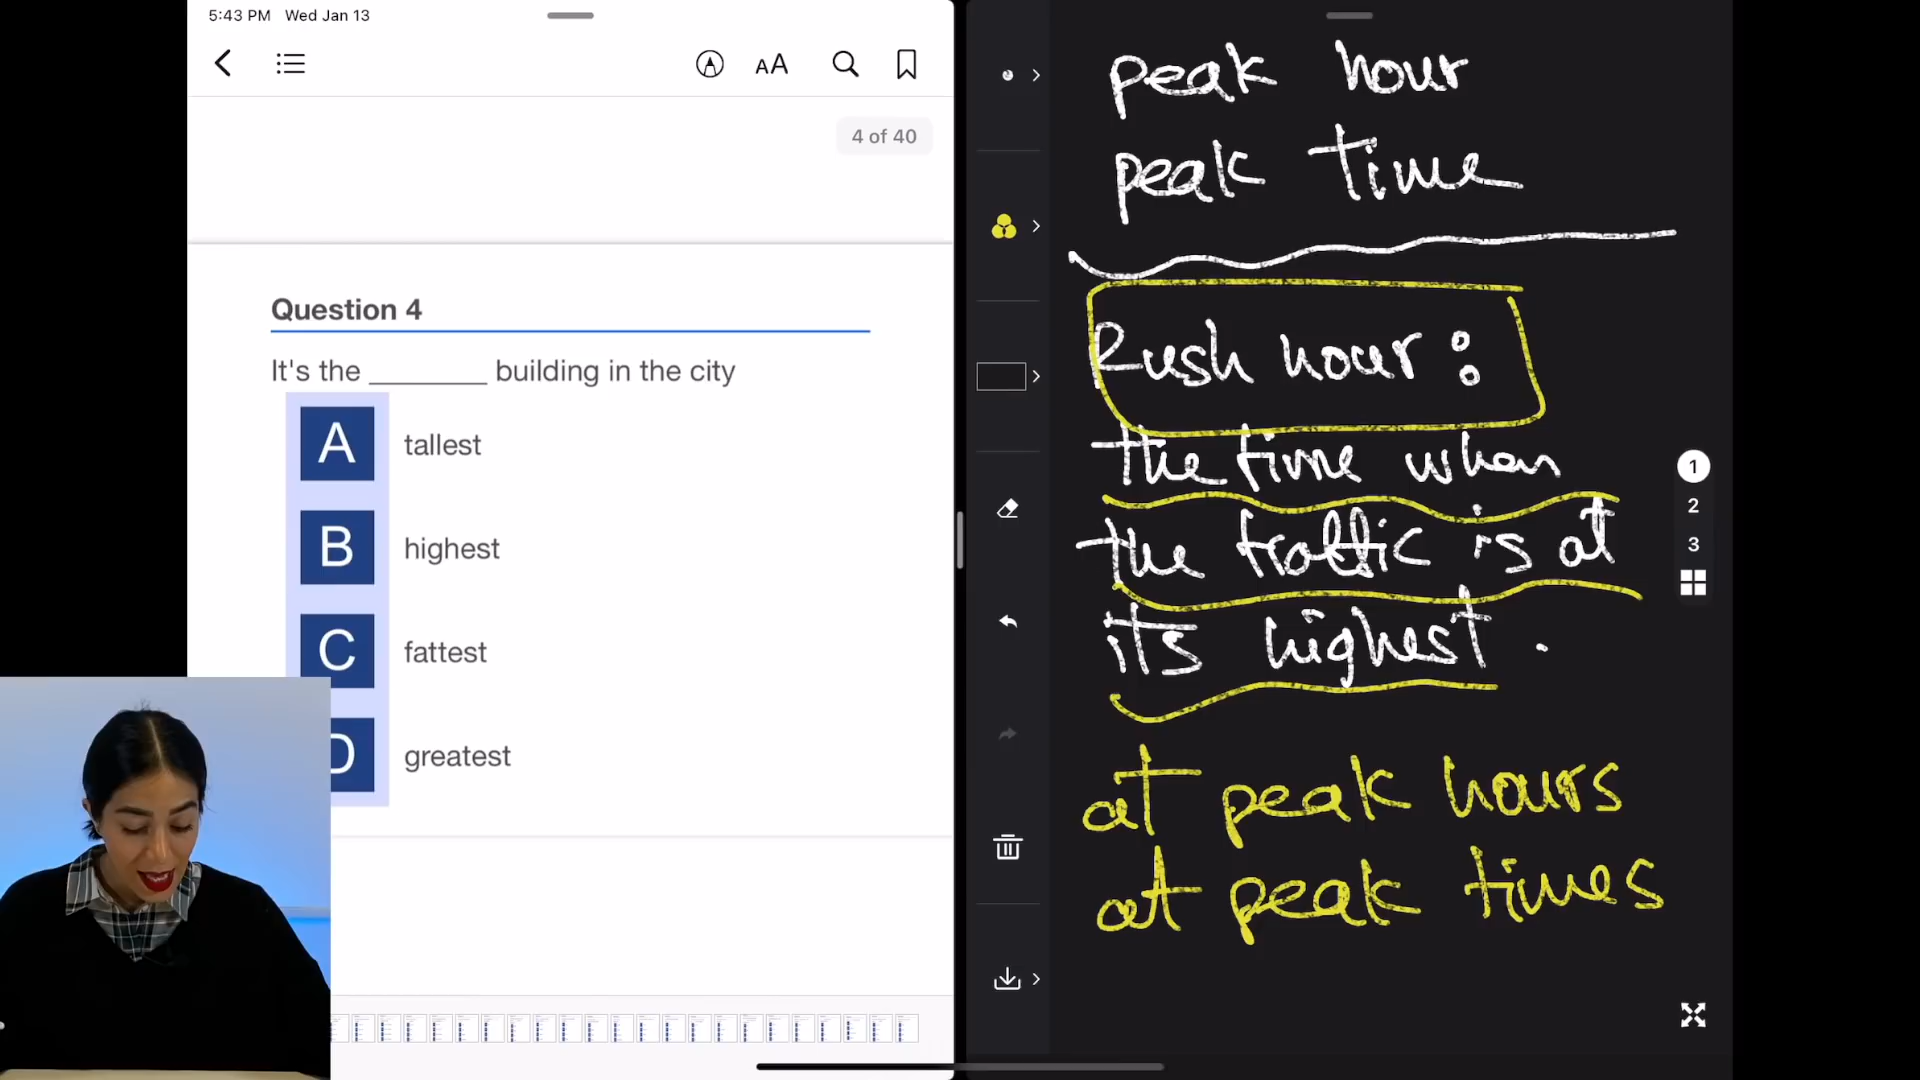 5:43 PM Wed Jan 13
AA
4 of 40
Question 4
It's the ________ building in the city
A tallest
B highest
C fattest
D greatest
peak hour
peak time
Rush hour :
the time when
the traffic is at
its highest .
at peak hours
at peak times
1
2
3